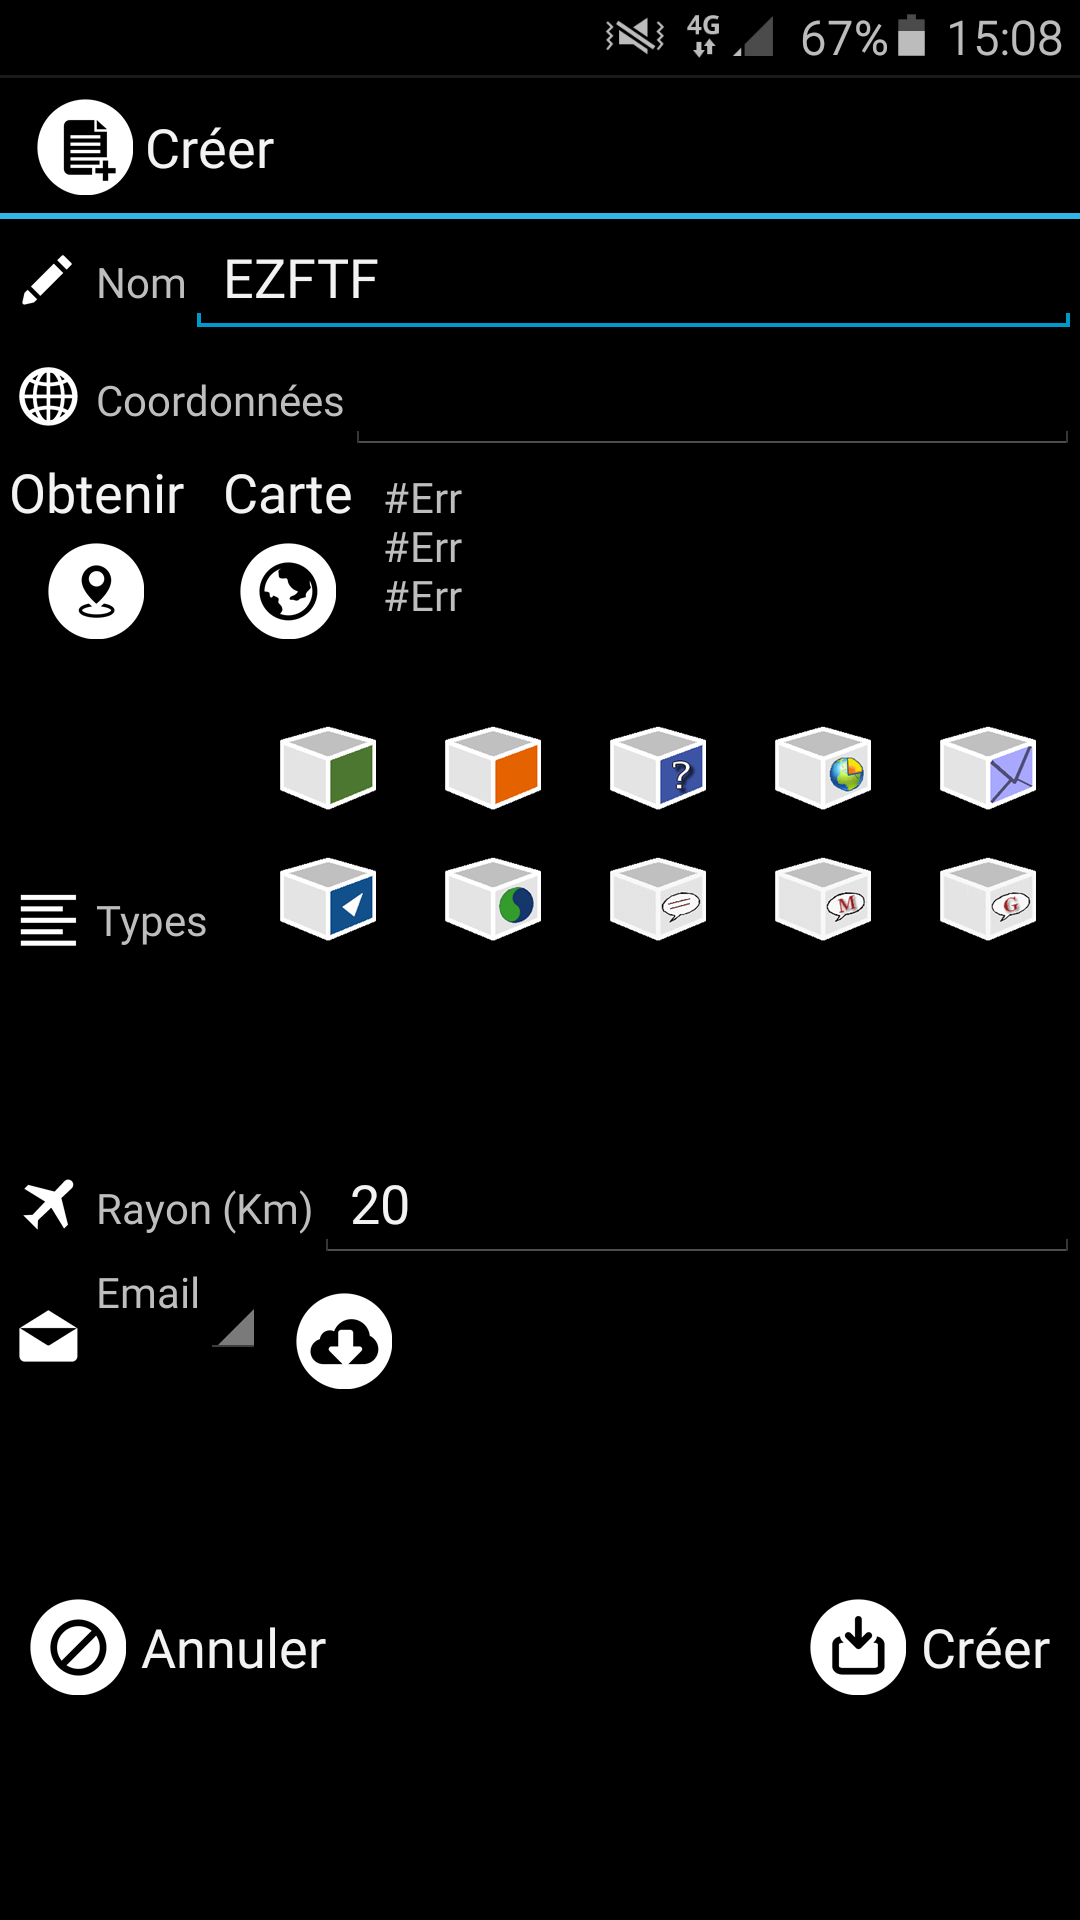 4G 67% 15:08
Créer
Nom EZFTF
Coordonnées
Obtenir Carte #Err
#Err
#Err
?
Types M G
Rayon (Km) 20
Email
Annuler Créer